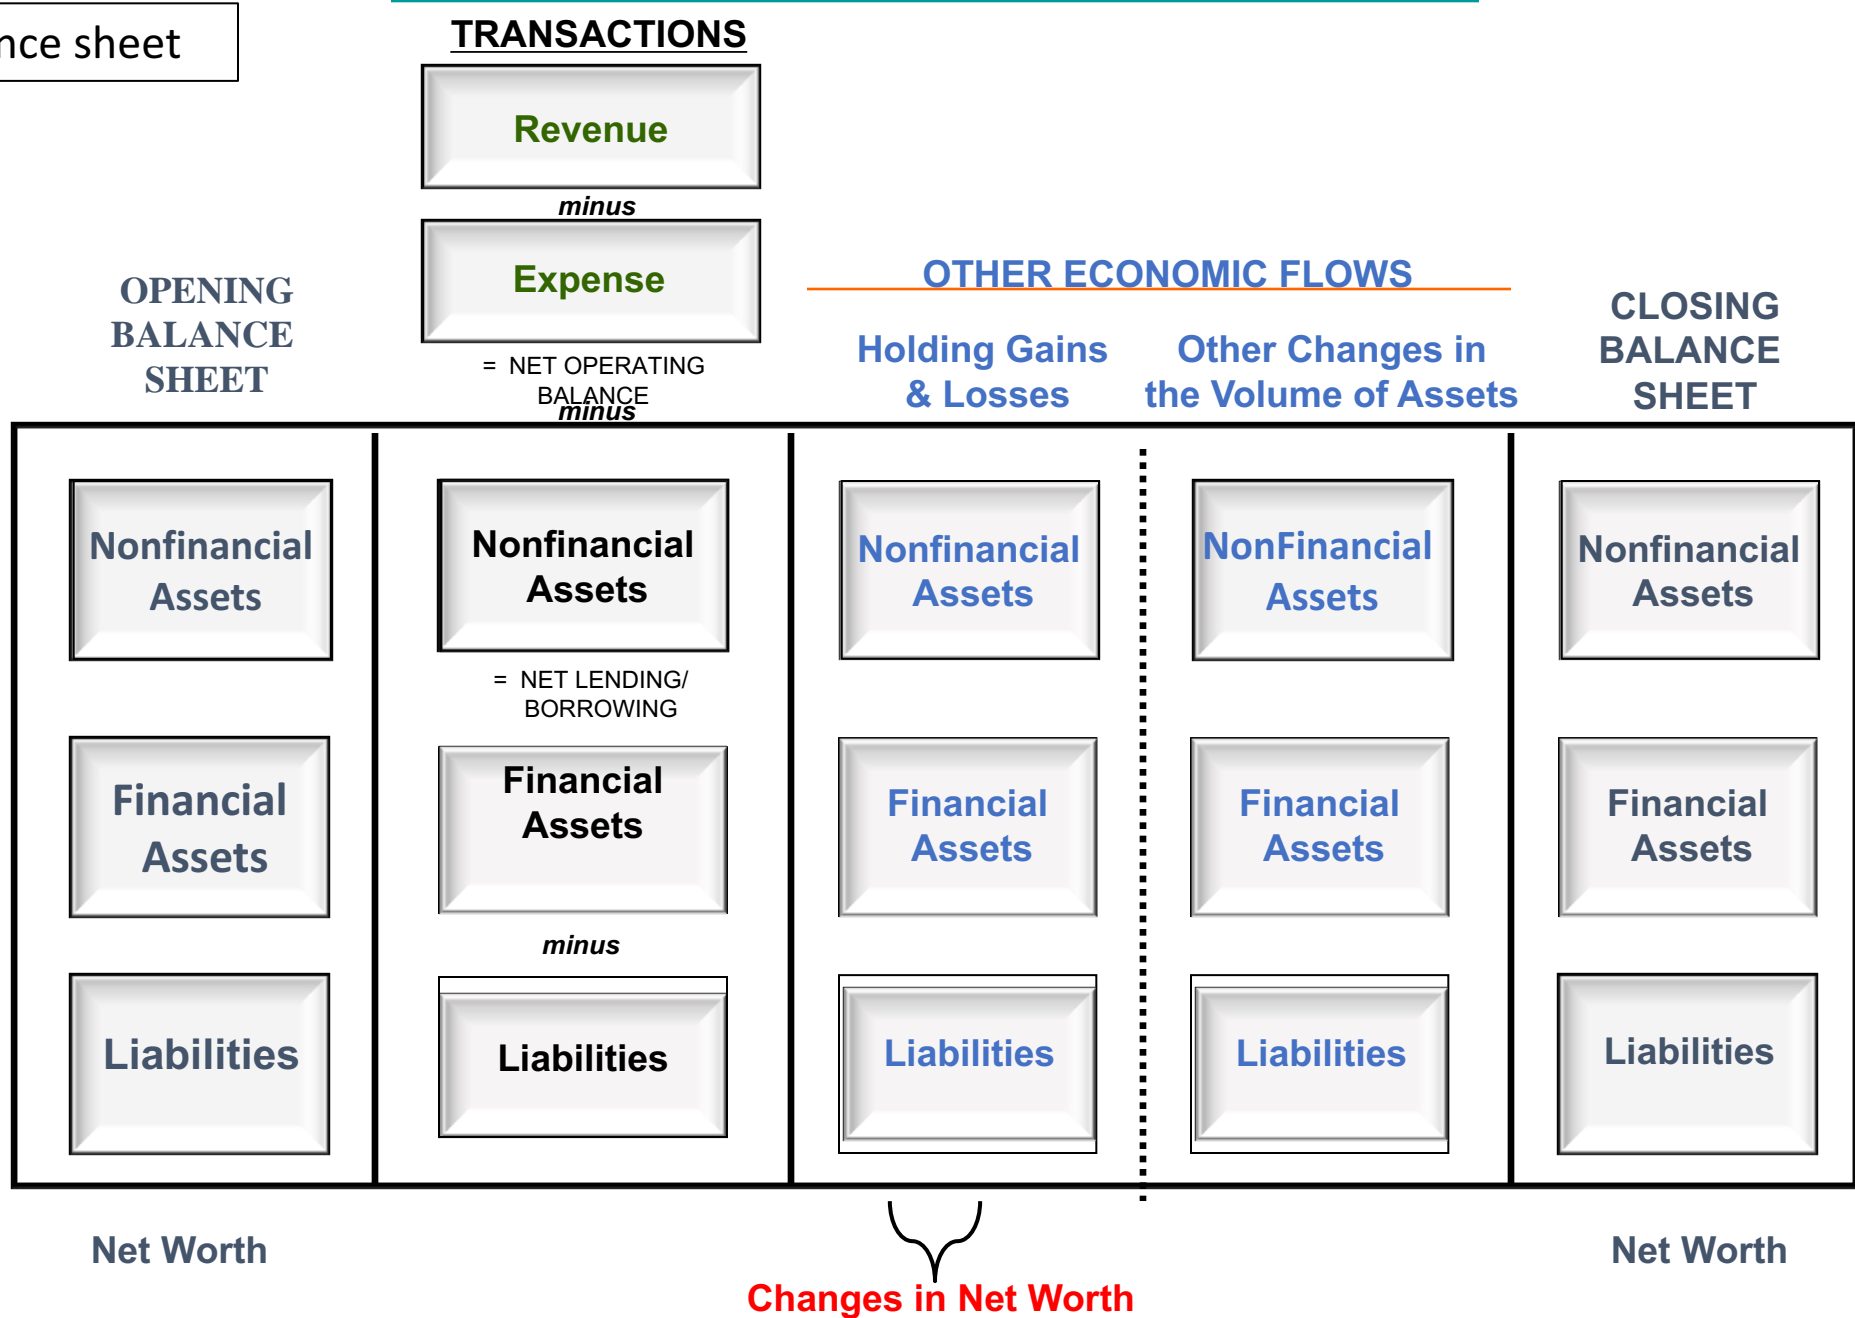 nce sheet
TRANSACTIONS
Revenue
minus
Expense
= NET OPERATING
BALANCE
minus
OTHER ECONOMIC FLOWS
OPENING
BALANCE
SHEET
Holding Gains
& Losses
Other Changes in
the Volume of Assets
CLOSING
BALANCE
SHEET
Nonfinancial
Assets
Nonfinancial
Assets
Nonfinancial
Assets
NonFinancial
Assets
Nonfinancial
Assets
= NET LENDING/
BORROWING
Financial
Assets
Financial
Assets
Financial
Assets
Financial
Assets
Financial
Assets
minus
Liabilities
Liabilities
Liabilities
Liabilities
Liabilities
Net Worth
Changes in Net Worth
Net Worth